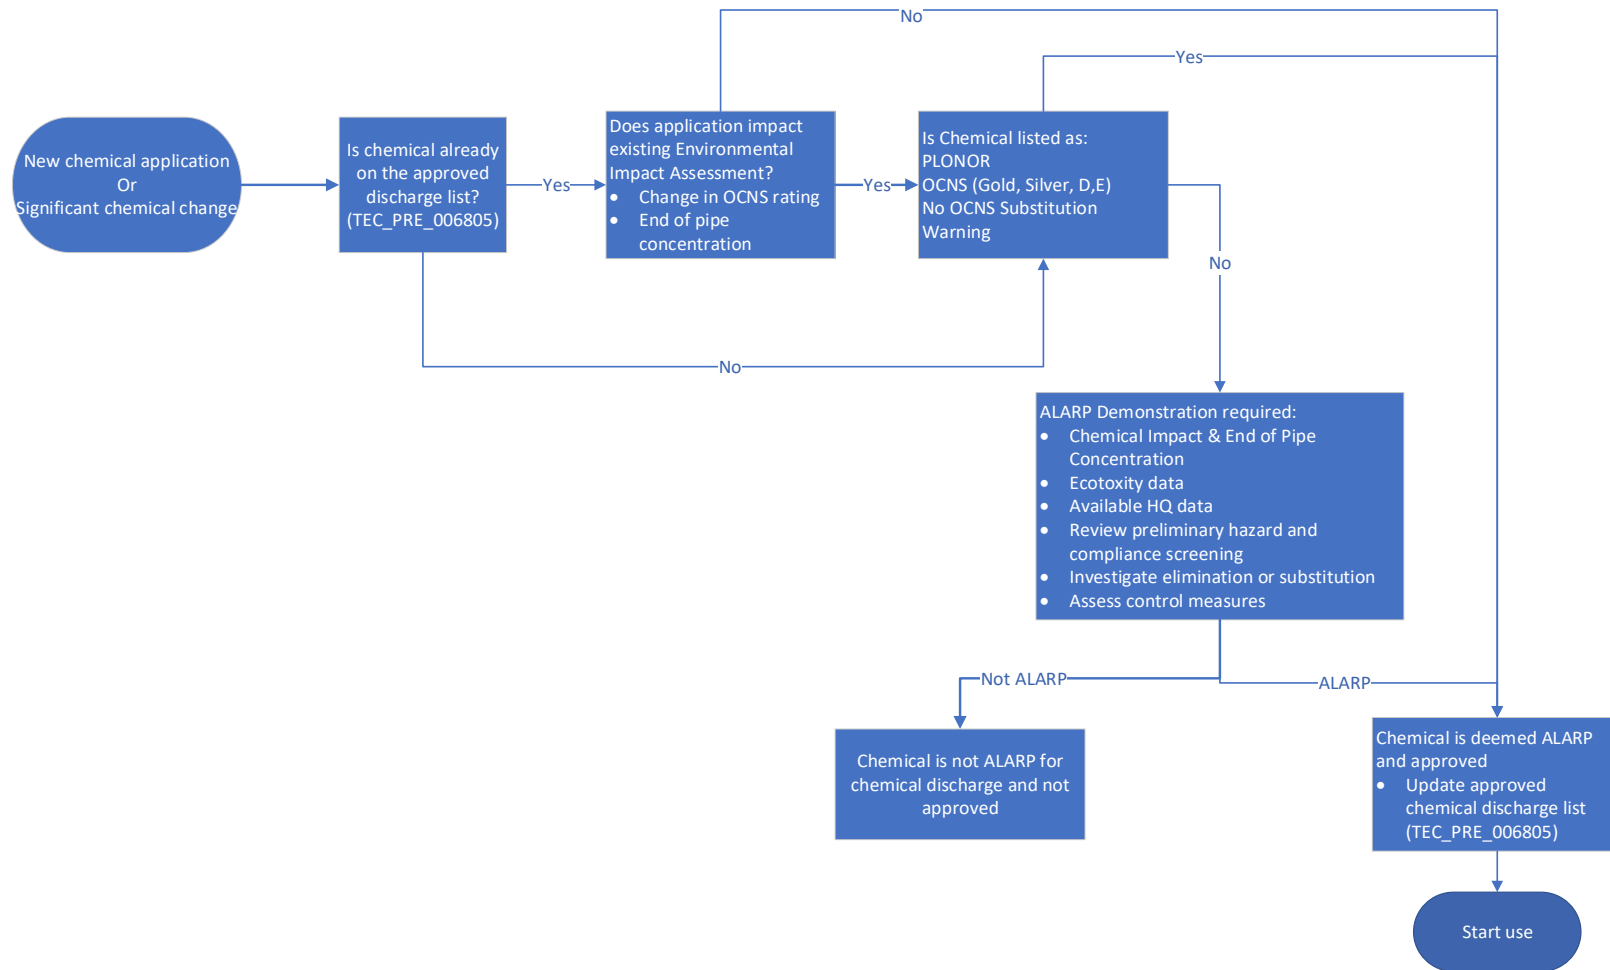 No
Yes
New chemical application
Or
Significant chemical change
Is chemical already
on the approved
discharge list?
(TEC_PRE_006805)
Yes
Does application impact
existing Environmental
Impact Assessment?
• Change in OCNS rating
• End of pipe
concentration
Yes
Is Chemical listed as:
PLONOR
OCNS (Gold, Silver, D,E)
No OCNS Substitution
Warning
No
No
ALARP Demonstration required:
• Chemical Impact & End of Pipe
Concentration
• Ecotoxity data
• Available HQ data
• Review preliminary hazard and
compliance screening
• Investigate elimination or substitution
• Assess control measures
Not ALARP
ALARP
Chemical is not ALARP for
chemical discharge and not
approved
Chemical is deemed ALARP
and approved
• Update approved
chemical discharge list
(TEC_PRE_006805)
Start use